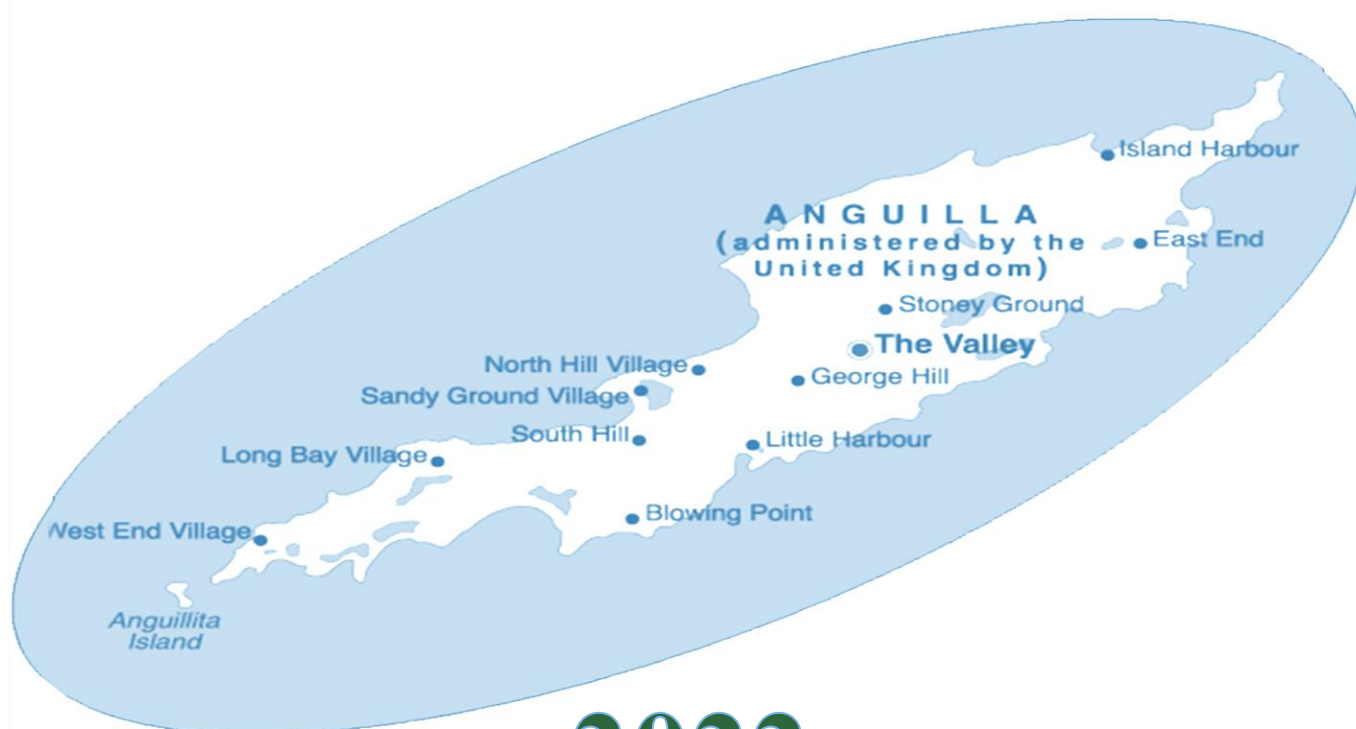 Island Harbour
ANGUILLA
(administered by the
United Kingdom)
East End
Stoney Ground
The Valley
North Hill Village
George Hill
Sandy Ground Village
South Hill
Little Harbour
Long Bay Village
Blowing Point
West End Village
Anguillita
Island